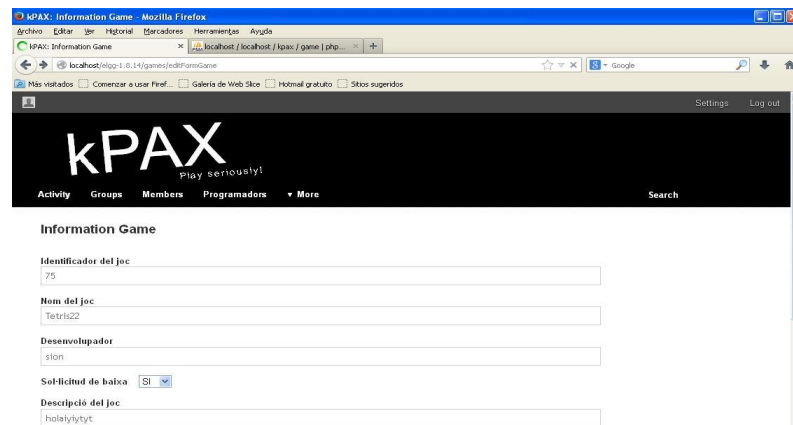 kPAX: Information Game - Mozilla Firefox
Archivo Editar Ver Historial Marcadores Herramientas Ayuda
kPAX: Information Game × localhost / localhost / kpax / game | php... × +
localhost/elgg-1.8.14/games/editFormGame Google
Más visitados Comenzar a usar Firef... Galería de Web Slice Hotmail gratuito Sitios sugeridos
Settings Log out
kPAX
Play seriously!
Activity Groups Members Programadors ▼ More Search
Information Game
Identificador del joc
75
Nom del joc
Tetris22
Desenvolupador
sion
Sol·licitud de baixa SI
Descripció del joc
holaiyiytyt